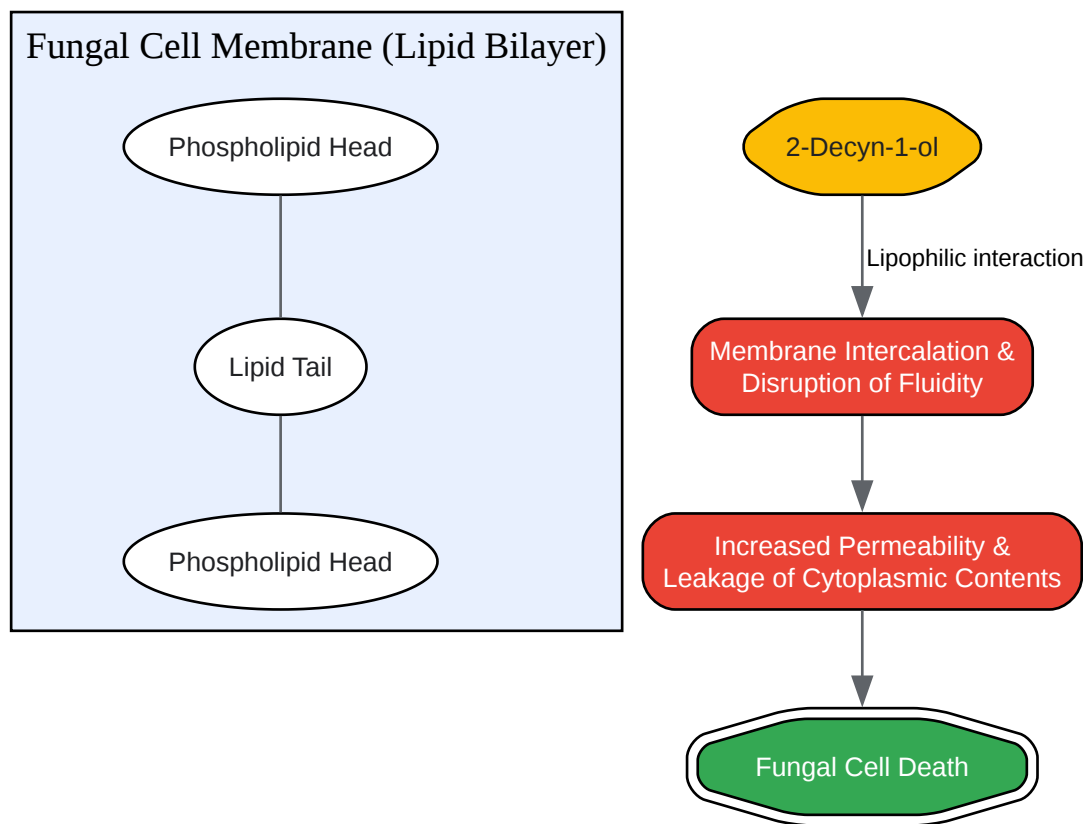 Fungal Cell Membrane (Lipid Bilayer)
Phospholipid Head
Lipid Tail
Phospholipid Head
2-Decyn-1-ol
Lipophilic interaction
Membrane Intercalation &
Disruption of Fluidity
Increased Permeability &
Leakage of Cytoplasmic Contents
Fungal Cell Death